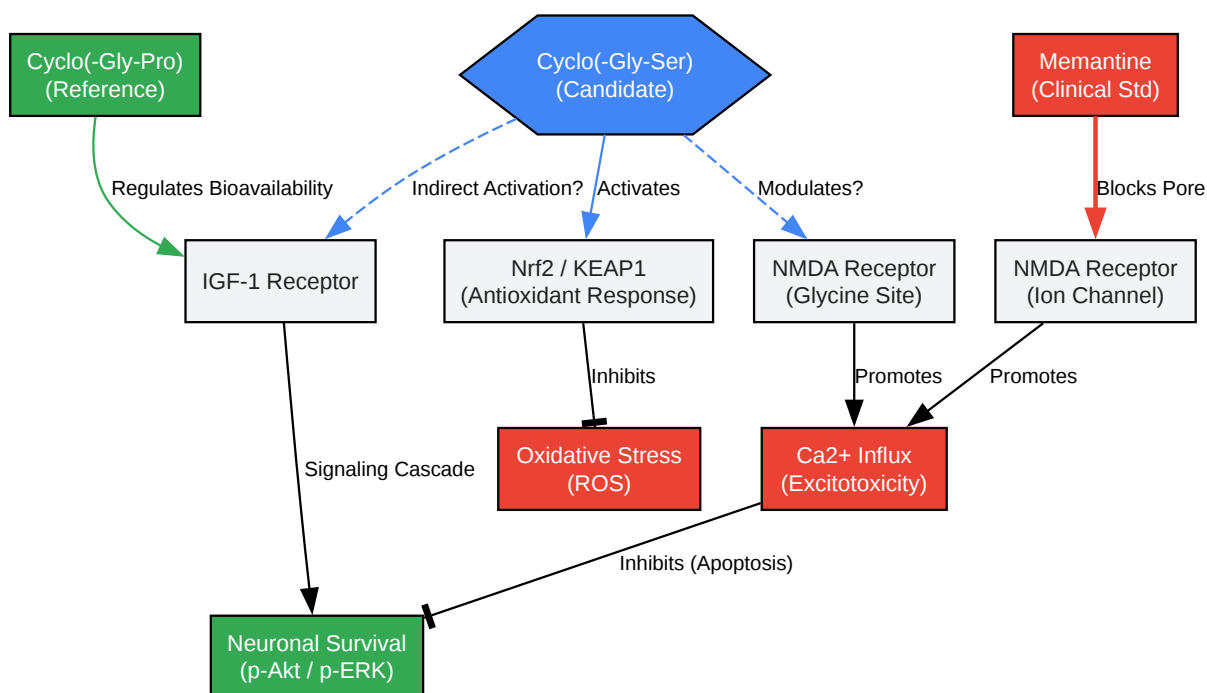 Cyclo(-Gly-Pro)
(Reference)
Cyclo(-Gly-Ser)
(Candidate)
Memantine
(Clinical Std)
Regulates Bioavailability
Indirect Activation?
Activates
Modulates?
Blocks Pore
IGF-1 Receptor
Nrf2 / KEAP1
(Antioxidant Response)
NMDA Receptor
(Glycine Site)
NMDA Receptor
(Ion Channel)
Inhibits
Promotes
Promotes
Signaling Cascade
Oxidative Stress
(ROS)
Ca2+ Influx
(Excitotoxicity)
Inhibits (Apoptosis)
Neuronal Survival
(p-Akt / p-ERK)